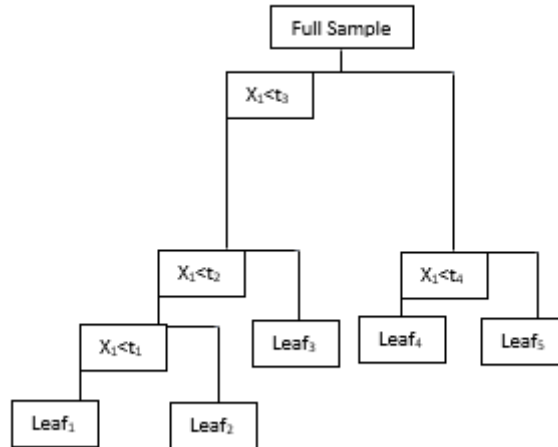 Full Sample
X₁<t₃
X₁<t₂
X₁<t₄
X₁<t₁
Leaf₃
Leaf₄
Leaf₅
Leaf₁
Leaf₂